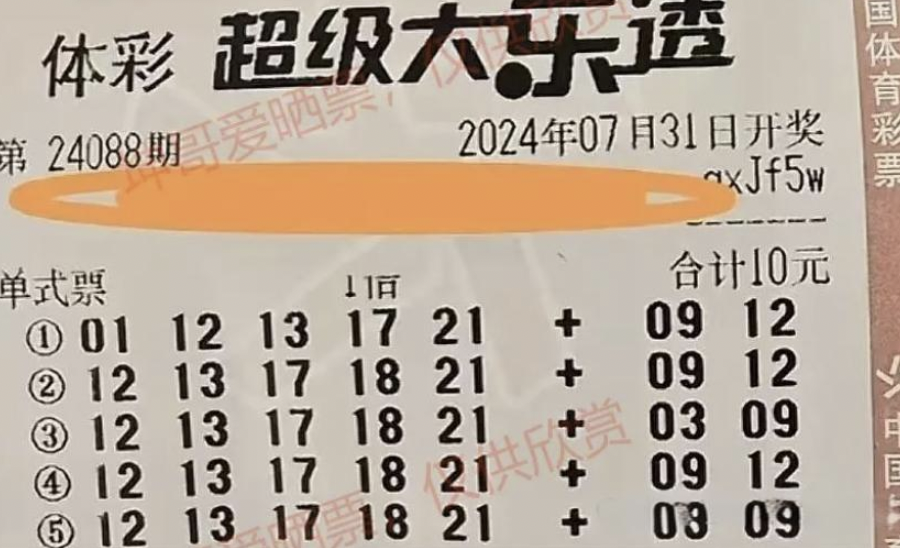 体彩 超级大乐透
第 24088期 2024年07月31日开奖
xJf5w
单式票 1倍 合计10元
① 01 12 13 17 21 + 09 12
② 12 13 17 18 21 + 09 12
③ 12 13 17 18 21 + 03 09
④ 12 13 17 18 21 + 09 12
⑤ 12 13 17 18 21 + 03 09
坤哥爱晒票，仅供欣赏
坤哥爱晒票，仅供欣赏
国体育彩票
中国